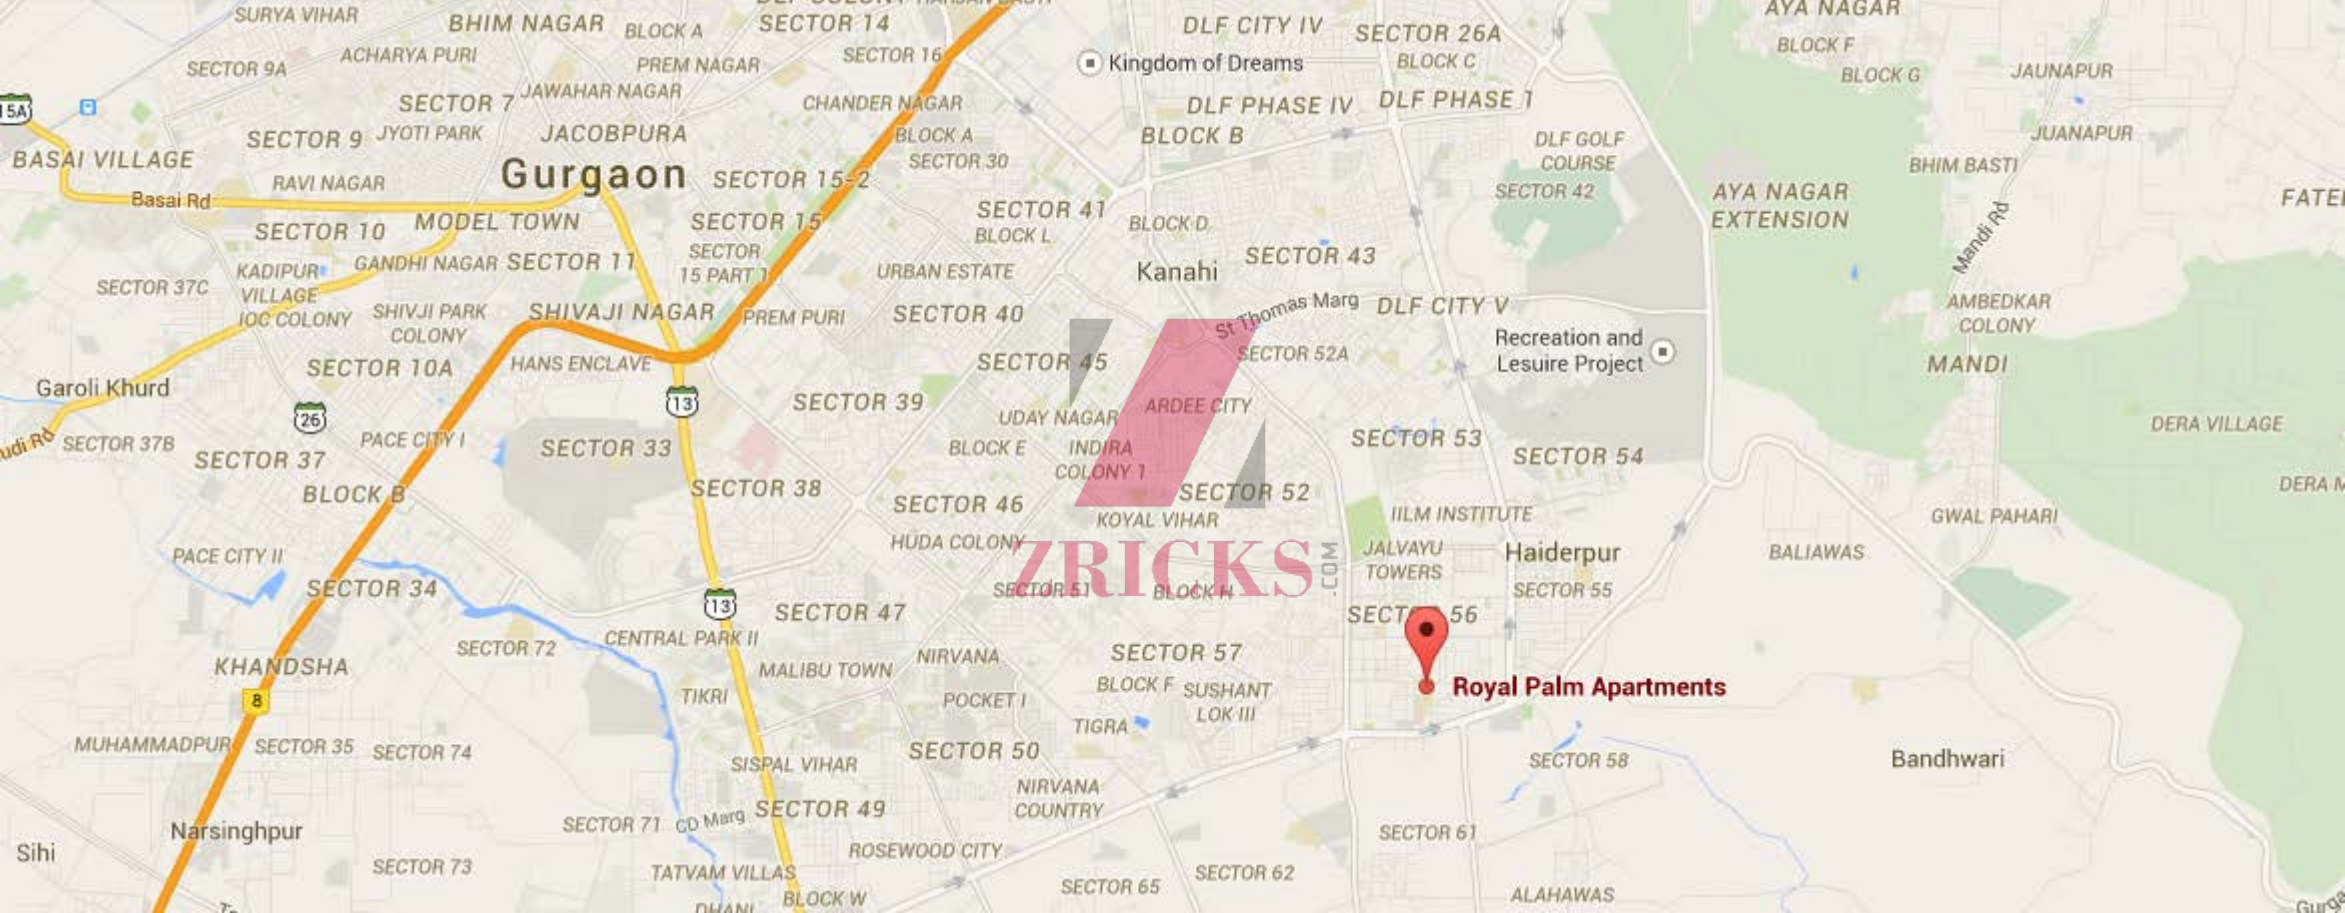 SURYA VIHAR
BHIM NAGAR
BLOCK A
SECTOR 14
DLF CITY IV
SECTOR 26A
AYA NAGAR
SECTOR 9A
ACHARYA PURI
PREM NAGAR
SECTOR 16
Kingdom of Dreams
BLOCK C
BLOCK F
BLOCK G
JAUNAPUR
15A
SECTOR 7
JAWAHAR NAGAR
CHANDER NAGAR
DLF PHASE IV
DLF PHASE 1
SECTOR 9
JYOTI PARK
JACOBPURA
BLOCK A
BLOCK B
DLF GOLF
COURSE
JUANAPUR
BASAI VILLAGE
Gurgaon
SECTOR 30
BHIM BASTI
RAVI NAGAR
SECTOR 15-2
SECTOR 42
AYA NAGAR
EXTENSION
Basai Rd
MODEL TOWN
SECTOR 15
SECTOR 41
BLOCK L
BLOCK D
Mandi Rd
SECTOR 10
GANDHI NAGAR
SECTOR 11
SECTOR
15 PART 1
URBAN ESTATE
Kanahi
SECTOR 43
SECTOR 37C
KADIPUR
VILLAGE
IOC COLONY
SHIVJI PARK
COLONY
SHIVAJI NAGAR
PREM PURI
SECTOR 40
St Thomas Marg
DLF CITY V
AMBEDKAR
COLONY
Recreation and
Lesuire Project
SECTOR 10A
HANS ENCLAVE
SECTOR 45
SECTOR 52A
MANDI
Garoli Khurd
26
13
SECTOR 39
UDAY NAGAR
ARDEE CITY
DERA VILLAGE
udi Rd
SECTOR 37B
PACE CITY I
SECTOR 33
BLOCK E
INDIRA
COLONY 1
SECTOR 53
SECTOR 54
SECTOR 37
BLOCK B
SECTOR 38
SECTOR 46
SECTOR 52
KOYAL VIHAR
IILM INSTITUTE
GWAL PAHARI
PACE CITY II
HUDA COLONY
ZRICKS.COM
JALVAYU
TOWERS
Haiderpur
BALIAWAS
SECTOR 34
13
SECTOR 47
SECTOR 51
BLOCK H
SECTOR 55
SECT 56
SECTOR 72
CENTRAL PARK II
KHANDSHA
MALIBU TOWN
NIRVANA
SECTOR 57
8
TIKRI
POCKET I
BLOCK F
SUSHANT
LOK III
Royal Palm Apartments
TIGRA
MUHAMMADPUR
SECTOR 35
SECTOR 74
SISPAL VIHAR
SECTOR 50
SECTOR 58
Bandhwari
NIRVANA
COUNTRY
Narsinghpur
SECTOR 71
CD Marg
SECTOR 49
SECTOR 61
Sihi
SECTOR 73
TATVAM VILLAS
ROSEWOOD CITY
SECTOR 65
SECTOR 62
ALAHAWAS
BLOCK W